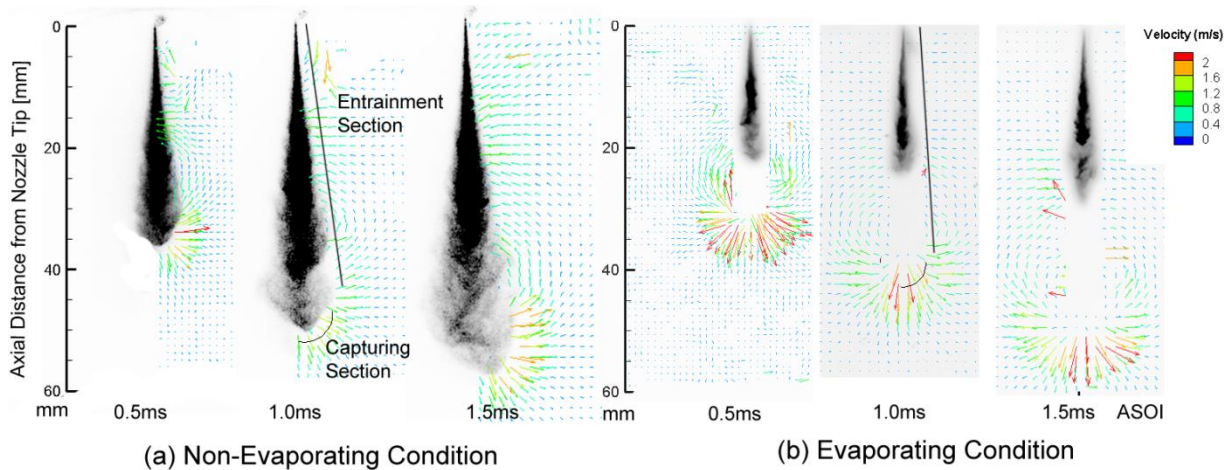 Axial Distance from Nozzle Tip [mm]
0
20
40
60
mm
Entrainment
Section
Capturing
Section
0.5ms
1.0ms
1.5ms
(a) Non-Evaporating Condition
0
20
40
60
mm
0.5ms
1.0ms
1.5ms
ASOI
(b) Evaporating Condition
Velocity (m/s)
2
1.6
1.2
0.8
0.4
0